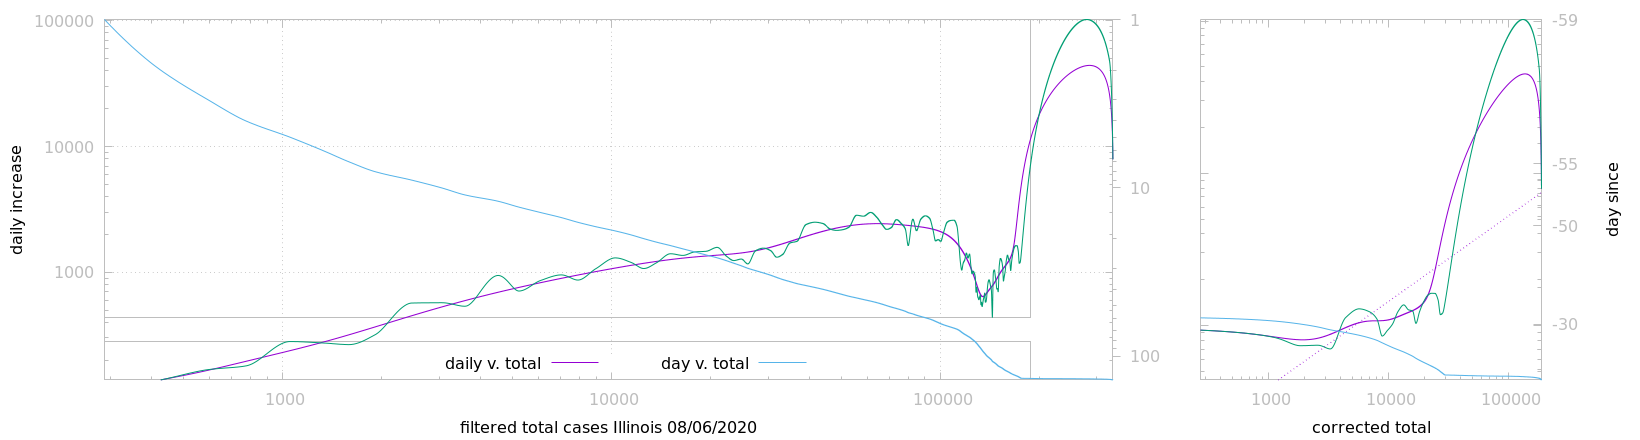 100000
10000
1000
daily increase
1000
10000
100000
filtered total cases Illinois 08/06/2020
daily v. total
day v. total
1
10
100
1000
10000
100000
corrected total
-59
-55
-50
-30
day since